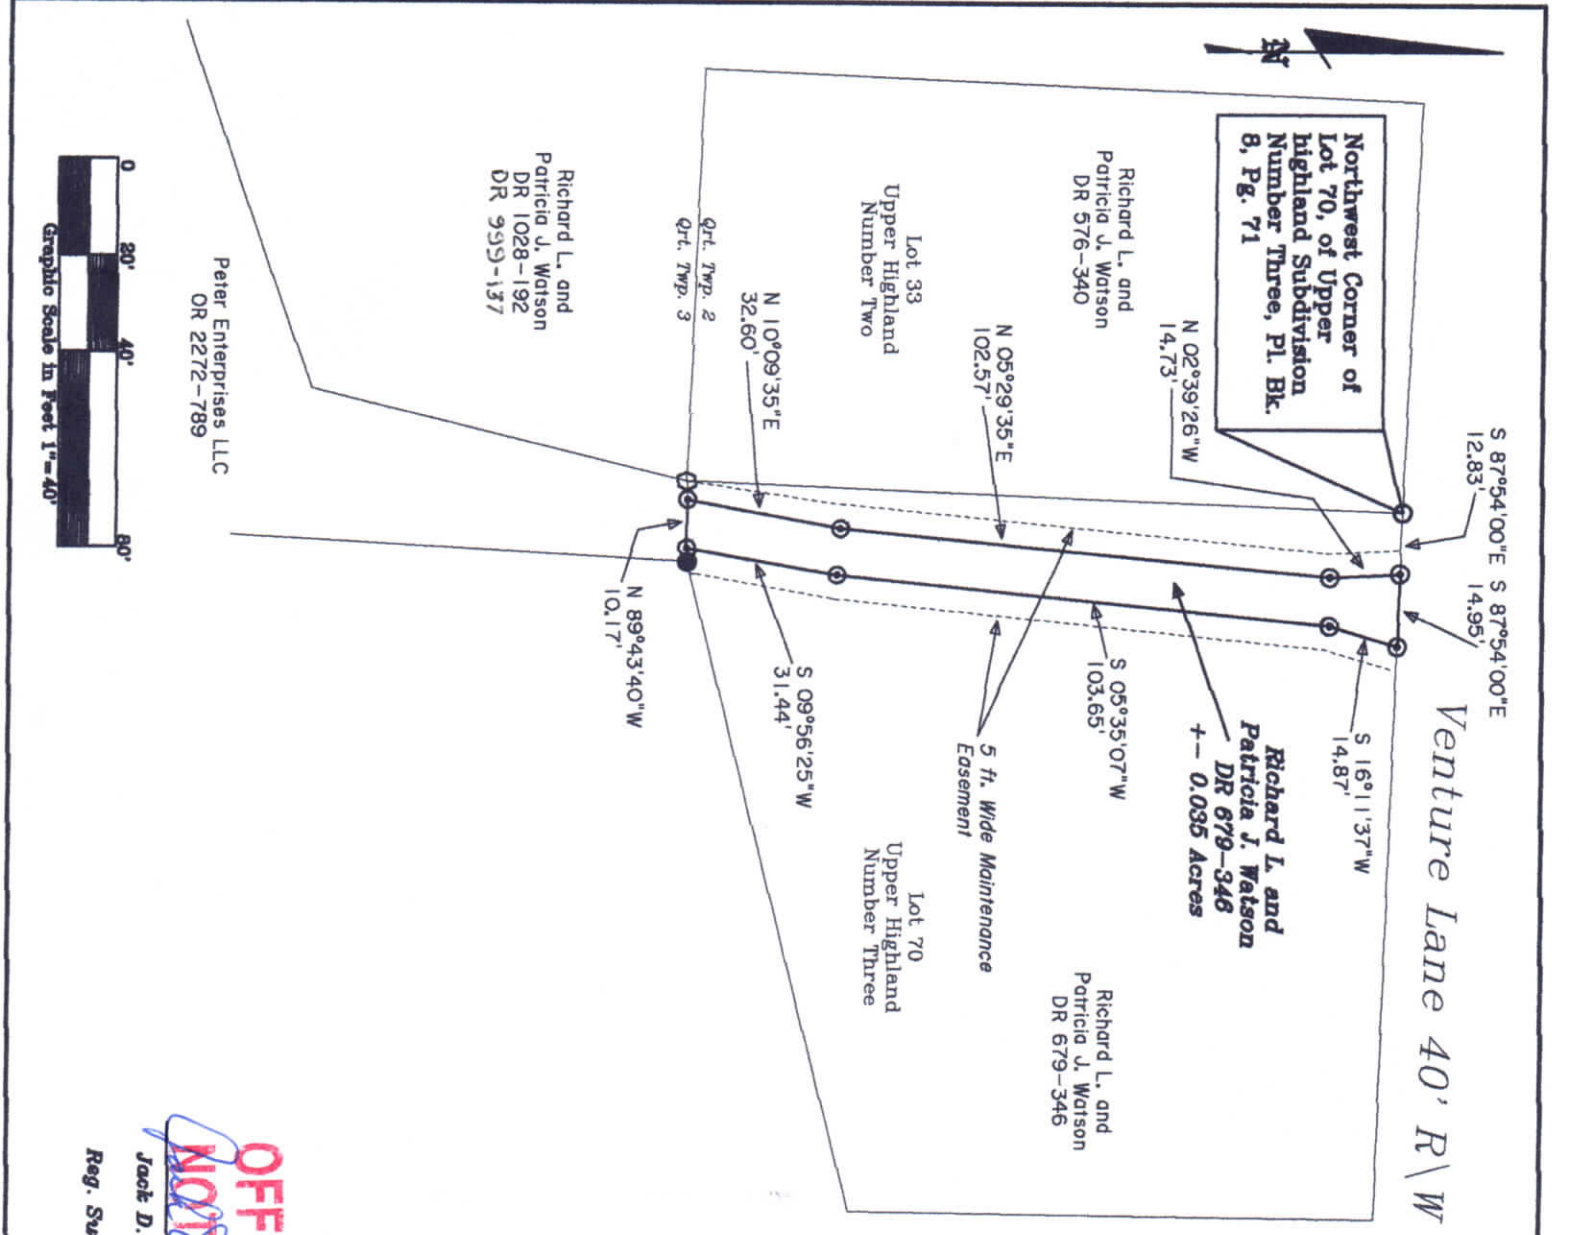 N
Northwest Corner of
Lot 70, of Upper
highland Subdivision
Number Three, Pl. Bk.
8, Pg. 71
S 87°54'00"E
12.83'
S 87°54'00"E
14.95'
Venture Lane 40' R\W
N 02°39'26"W
14.73'
S 16°11'37"W
14.87'
Richard L. and
Patricia J. Watson
DR 576-340
Richard L. and
Patricia J. Watson
DR 679-346
+- 0.035 Acres
Richard L. and
Patricia J. Watson
DR 679-346
N 05°29'35"E
102.57'
S 05°35'07"W
103.65'
5 ft. Wide Maintenance
Easement
Lot 33
Upper Highland
Number Two
Lot 70
Upper Highland
Number Three
N 10°09'35"E
32.60'
S 09°56'25"W
31.44'
Qrt. Twp. 2
Qrt. Twp. 3
N 89°43'40"W
10.17'
Richard L. and
Patricia J. Watson
DR 1028-192
DR 999-137
Peter Enterprises LLC
OR 2272-789
0
20'
40'
80'
Graphic Scale in Feet 1"=40'
OFF
NOT
Jack D.
Reg. Su